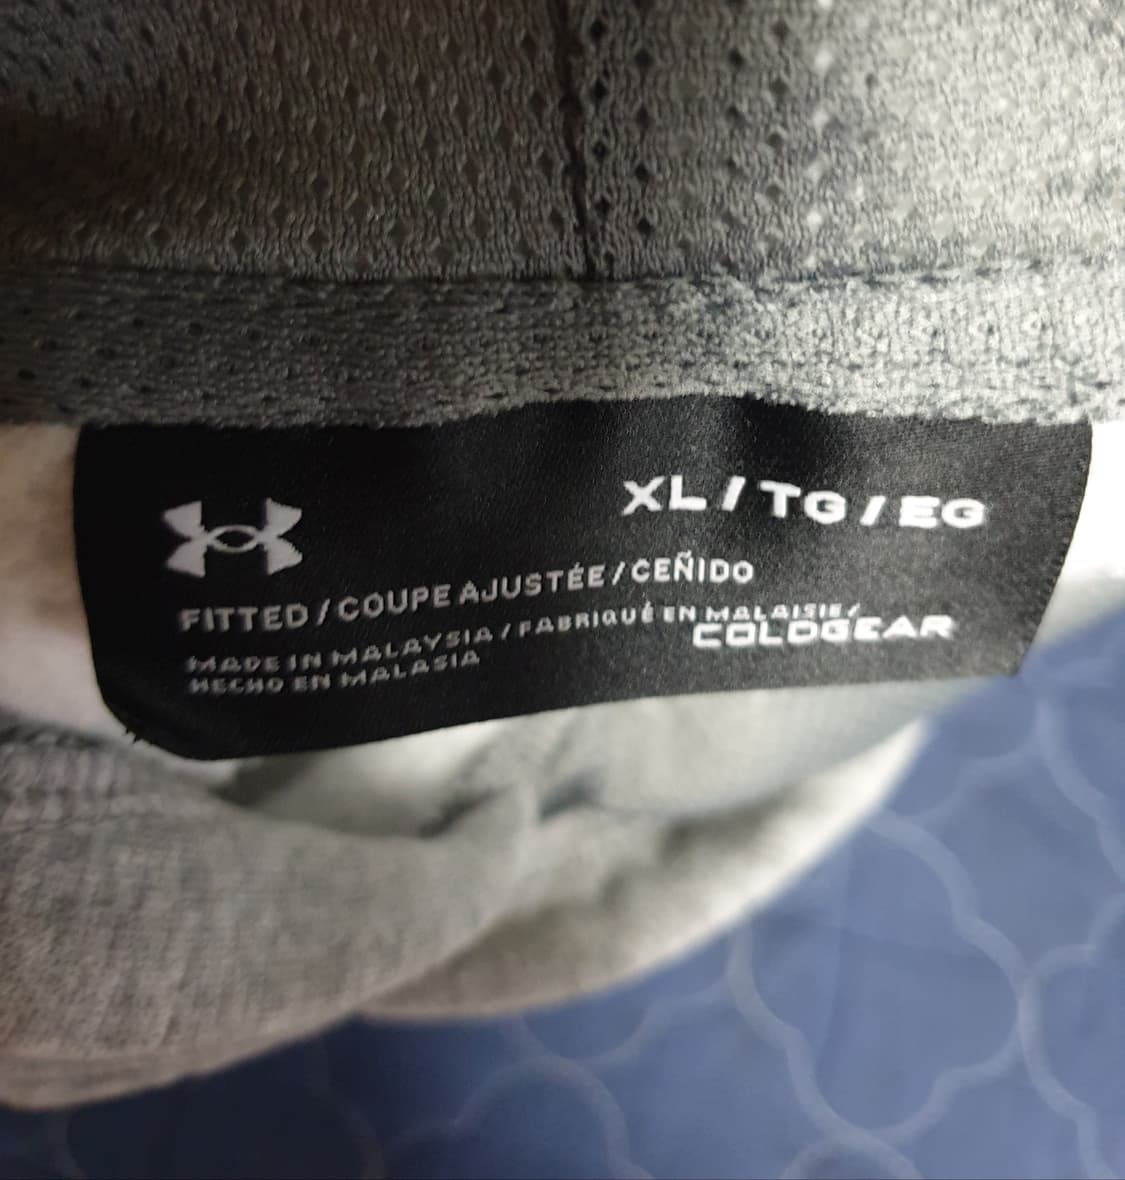 XL/TG/EG
FITTED/COUPE AJUSTÉE/CEÑIDO
MADE IN MALAYSIA/FABRIQUÉ EN MALAISIE/
HECHO EN MALASIA
COLDGEAR